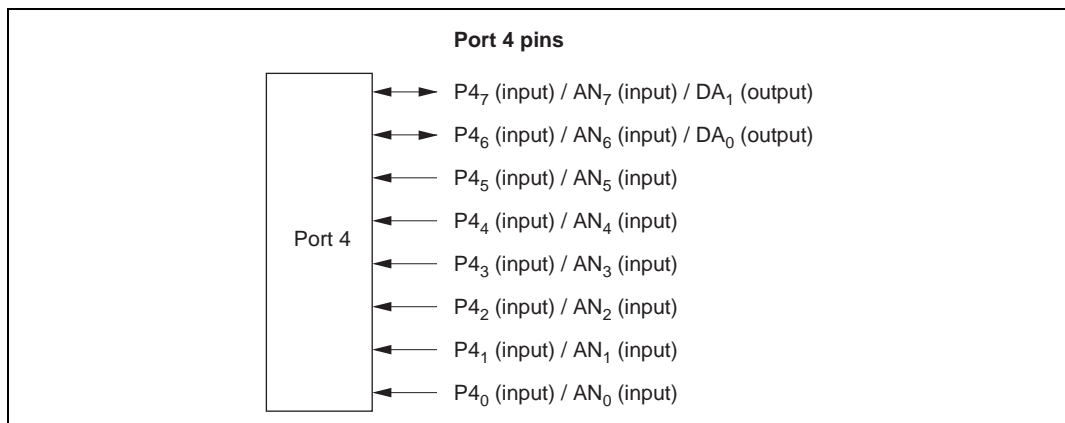 Port 4 pins
P4₇ (input) / AN₇ (input) / DA₁ (output)
P4₆ (input) / AN₆ (input) / DA₀ (output)
P4₅ (input) / AN₅ (input)
P4₄ (input) / AN₄ (input)
Port 4
P4₃ (input) / AN₃ (input)
P4₂ (input) / AN₂ (input)
P4₁ (input) / AN₁ (input)
P4₀ (input) / AN₀ (input)